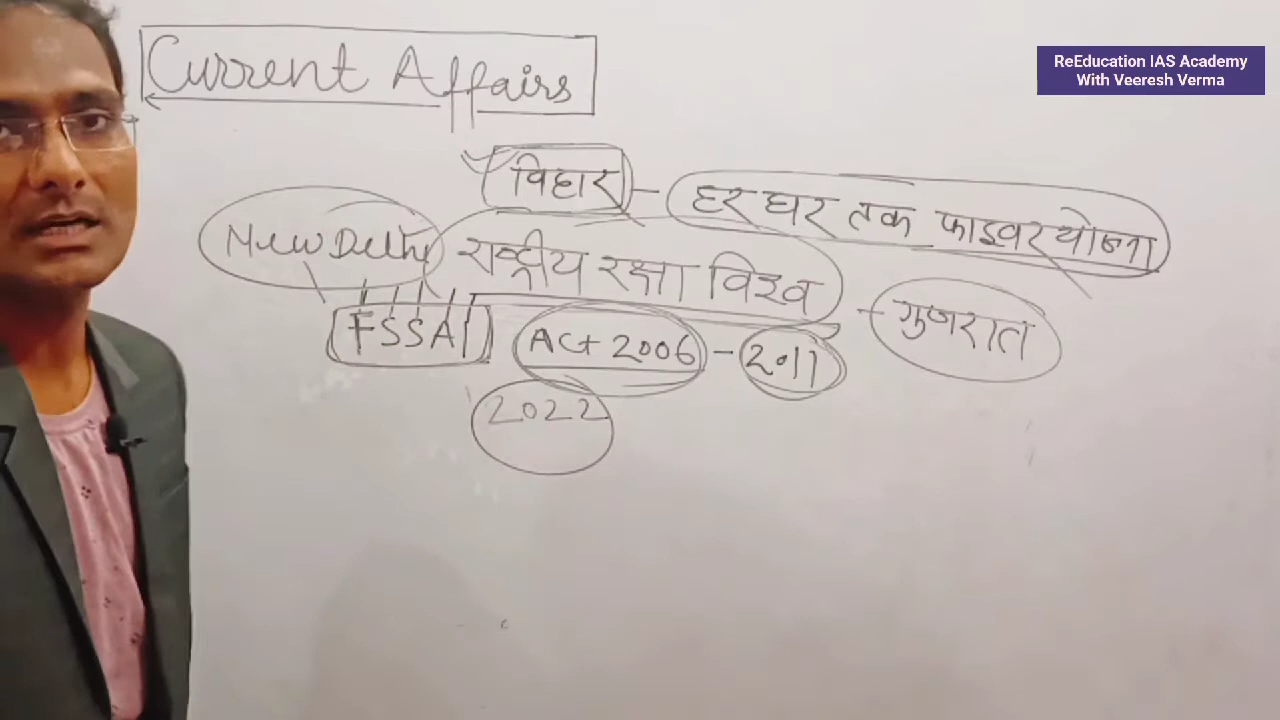 Current Affairs
ReEducation IAS Academy
With Veeresh Verma
विहार - हर घर तक फाइवर योजना
New Delhi राष्ट्रीय रक्षा विश्व - गुजरात
FSSAI Act 2006 - 2011
2022